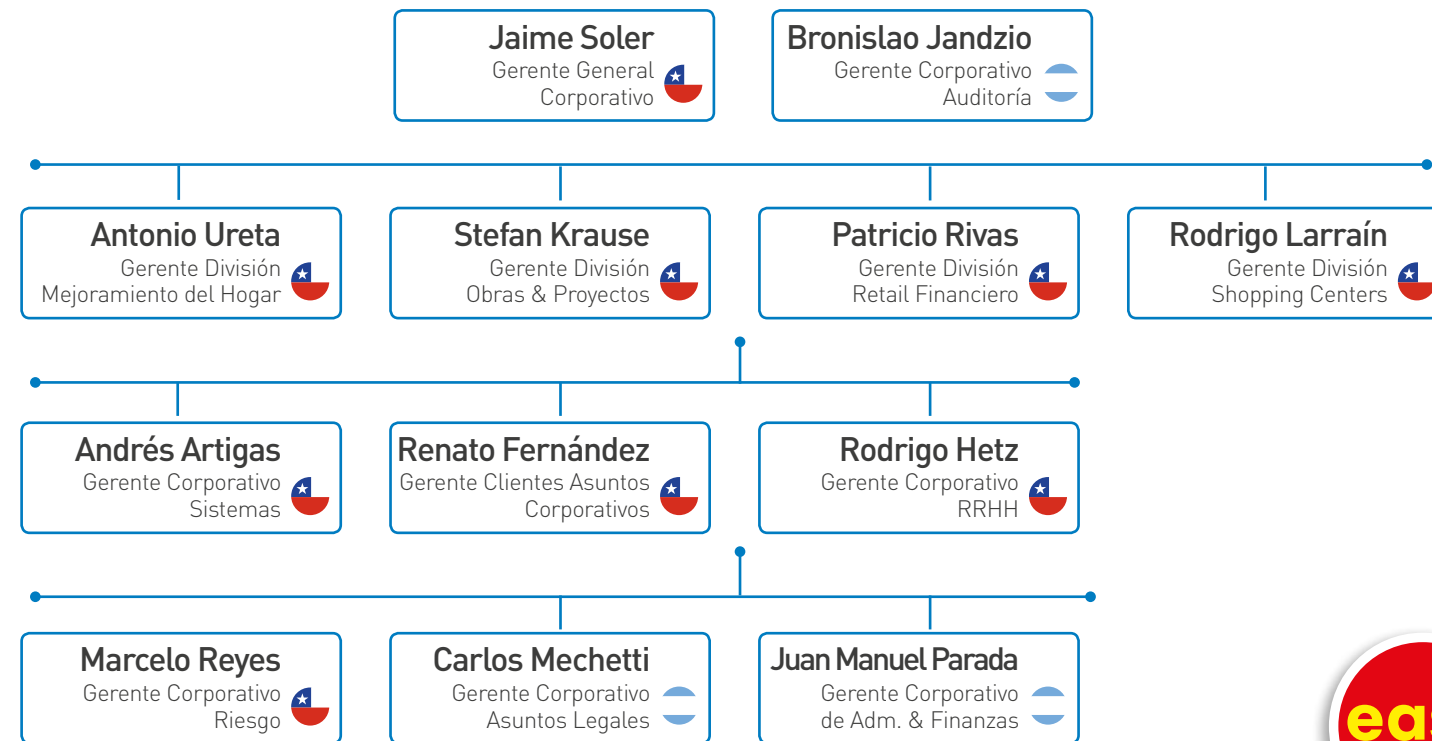 Jaime Soler
Gerente General
Corporativo
Bronislao Jandzio
Gerente Corporativo
Auditoría
Antonio Ureta
Gerente División
Mejoramiento del Hogar
Stefan Krause
Gerente División
Obras & Proyectos
Patricio Rivas
Gerente División
Retail Financiero
Rodrigo Larraín
Gerente División
Shopping Centers
Andrés Artigas
Gerente Corporativo
Sistemas
Renato Fernández
Gerente Clientes Asuntos
Corporativos
Rodrigo Hetz
Gerente Corporativo
RRHH
Marcelo Reyes
Gerente Corporativo
Riesgo
Carlos Mechetti
Gerente Corporativo
Asuntos Legales
Juan Manuel Parada
Gerente Corporativo
de Adm. & Finanzas